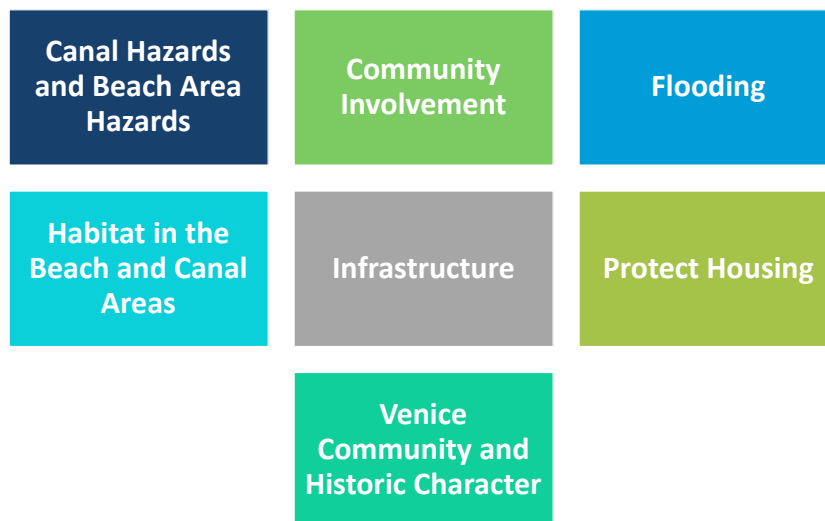 Canal Hazards
and Beach Area
Hazards
Community
Involvement
Flooding
Habitat in the
Beach and Canal
Areas
Infrastructure
Protect Housing
Venice
Community and
Historic Character